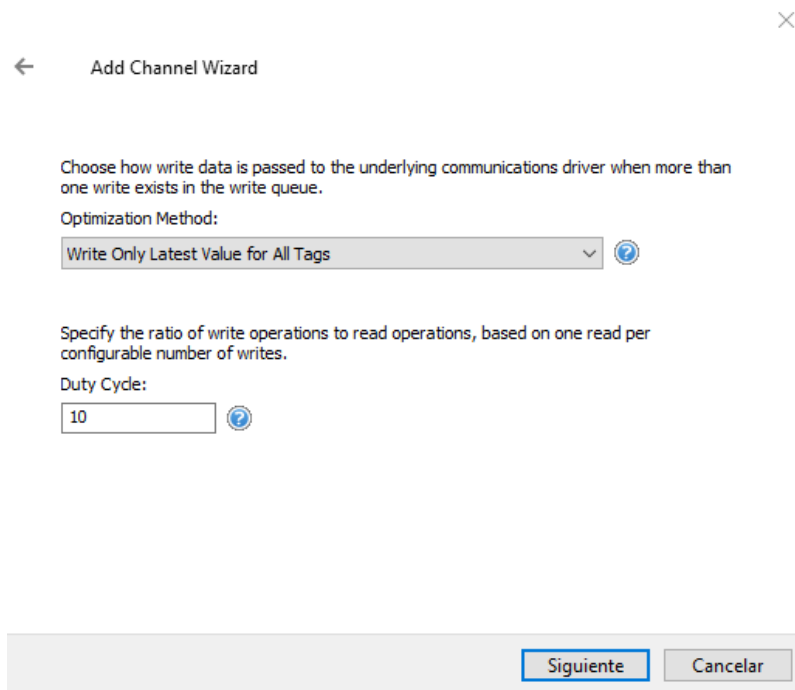 Add Channel Wizard
Choose how write data is passed to the underlying communications driver when more than
one write exists in the write queue.
Optimization Method:
Write Only Latest Value for All Tags
Specify the ratio of write operations to read operations, based on one read per
configurable number of writes.
Duty Cycle:
10
Siguiente
Cancelar